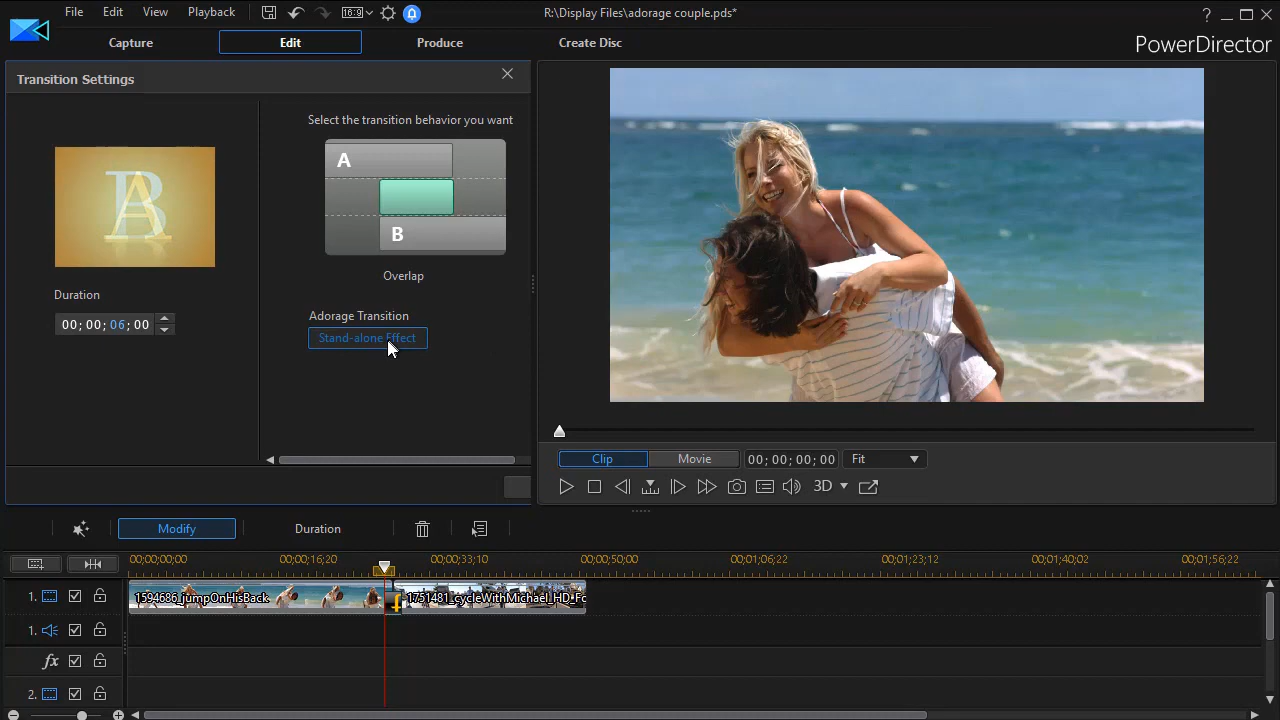 File Edit View Playback 16:9 R:\Display Files\adorage couple.pds* ?
Capture Edit Produce Create Disc PowerDirector
Transition Settings
Select the transition behavior you want
A
B
A
B
Overlap
Duration
00; 00; 06; 00
Adorage Transition
Stand-alone Effect
Clip Movie 00; 00; 00; 00 Fit
3D
Modify Duration
00;00;00;00 00;00;16;20 00;00;33;10 00;00;50;00 00;01;06;22 00;01;23;12 00;01;40;02 00;01;56;22
1. 1594686_jumpOnHisBack 1751481_cycleWithMichael_HD_Fo
1.
fx
2.